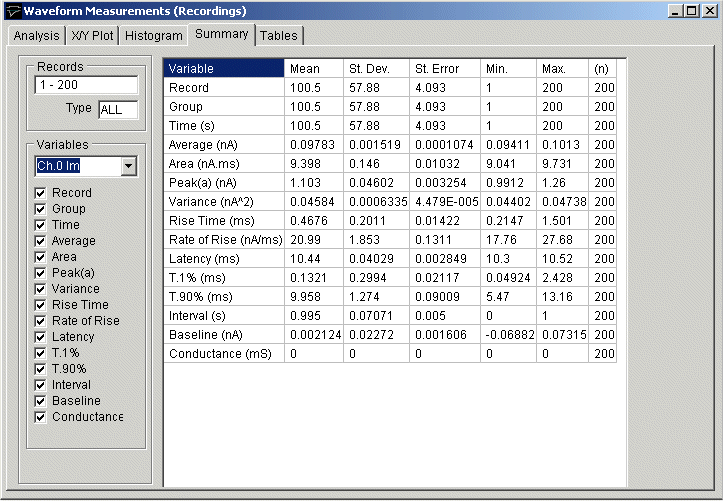 Waveform Measurements (Recordings)
Analysis X/Y Plot Histogram Summary Tables
Records
1 - 200
Type ALL
Variables
Ch.0 Im
Record
Group
Time
Average
Area
Peak(a)
Variance
Rise Time
Rate of Rise
Latency
T.1%
T.90%
Interval
Baseline
Conductance
Variable Mean St. Dev. St. Error Min. Max. (n)
Record 100.5 57.88 4.093 1 200 200
Group 100.5 57.88 4.093 1 200 200
Time (s) 100.5 57.88 4.093 1 200 200
Average (nA) 0.09783 0.001519 0.0001074 0.09411 0.1013 200
Area (nA.ms) 9.398 0.146 0.01032 9.041 9.731 200
Peak(a) (nA) 1.103 0.04602 0.003254 0.9912 1.26 200
Variance (nA^2) 0.04584 0.0006335 4.479E-005 0.04402 0.04738 200
Rise Time (ms) 0.4676 0.2011 0.01422 0.2147 1.501 200
Rate of Rise (nA/ms) 20.99 1.853 0.1311 17.76 27.68 200
Latency (ms) 10.44 0.04029 0.002849 10.3 10.52 200
T.1% (ms) 0.1321 0.2994 0.02117 0.04924 2.428 200
T.90% (ms) 9.958 1.274 0.09009 5.47 13.16 200
Interval (s) 0.995 0.07071 0.005 0 1 200
Baseline (nA) 0.002124 0.02272 0.001606 -0.06882 0.07315 200
Conductance (mS) 0 0 0 0 0 200